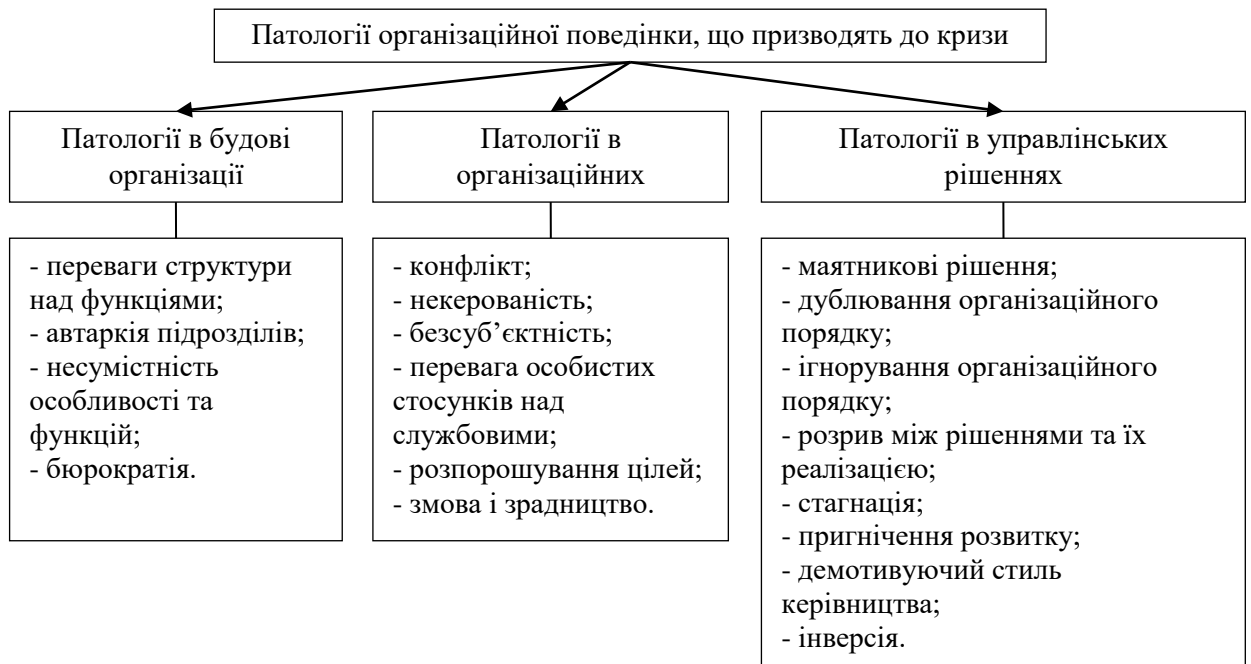 Патології організаційної поведінки, що призводять до кризи
Патології в будові
організації
Патології в
організаційних
Патології в управлінських
рішеннях
- переваги структури
над функціями;
- автаркія підрозділів;
- несумістність
особливості та
функцій;
- бюрократія.
- конфлікт;
- некерованість;
- безсуб’єктність;
- перевага особистих
стосунків над
службовими;
- розпорошування цілей;
- змова і зрадництво.
- маятникові рішення;
- дублювання організаційного
порядку;
- ігнорування організаційного
порядку;
- розрив між рішеннями та їх
реалізацією;
- стагнація;
- пригнічення розвитку;
- демотивуючий стиль
керівництва;
- інверсія.